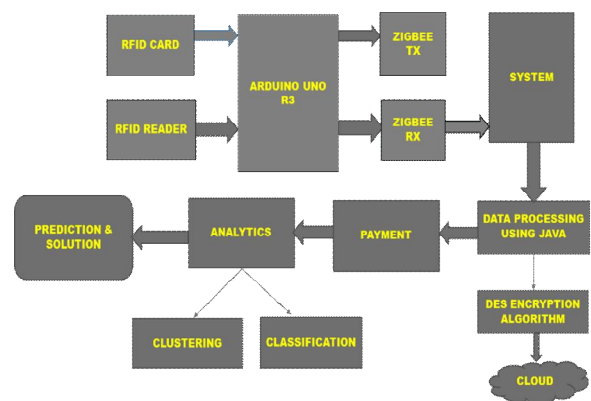 RFID CARD
ARDUINO UNO
R3
ZIGBEE
TX
SYSTEM
RFID READER
ZIGBEE
RX
PREDICTION &
SOLUTION
ANALYTICS
PAYMENT
DATA PROCESSING
USING JAVA
CLUSTERING
CLASSIFICATION
DES ENCRYPTION
ALGORITHM
CLOUD